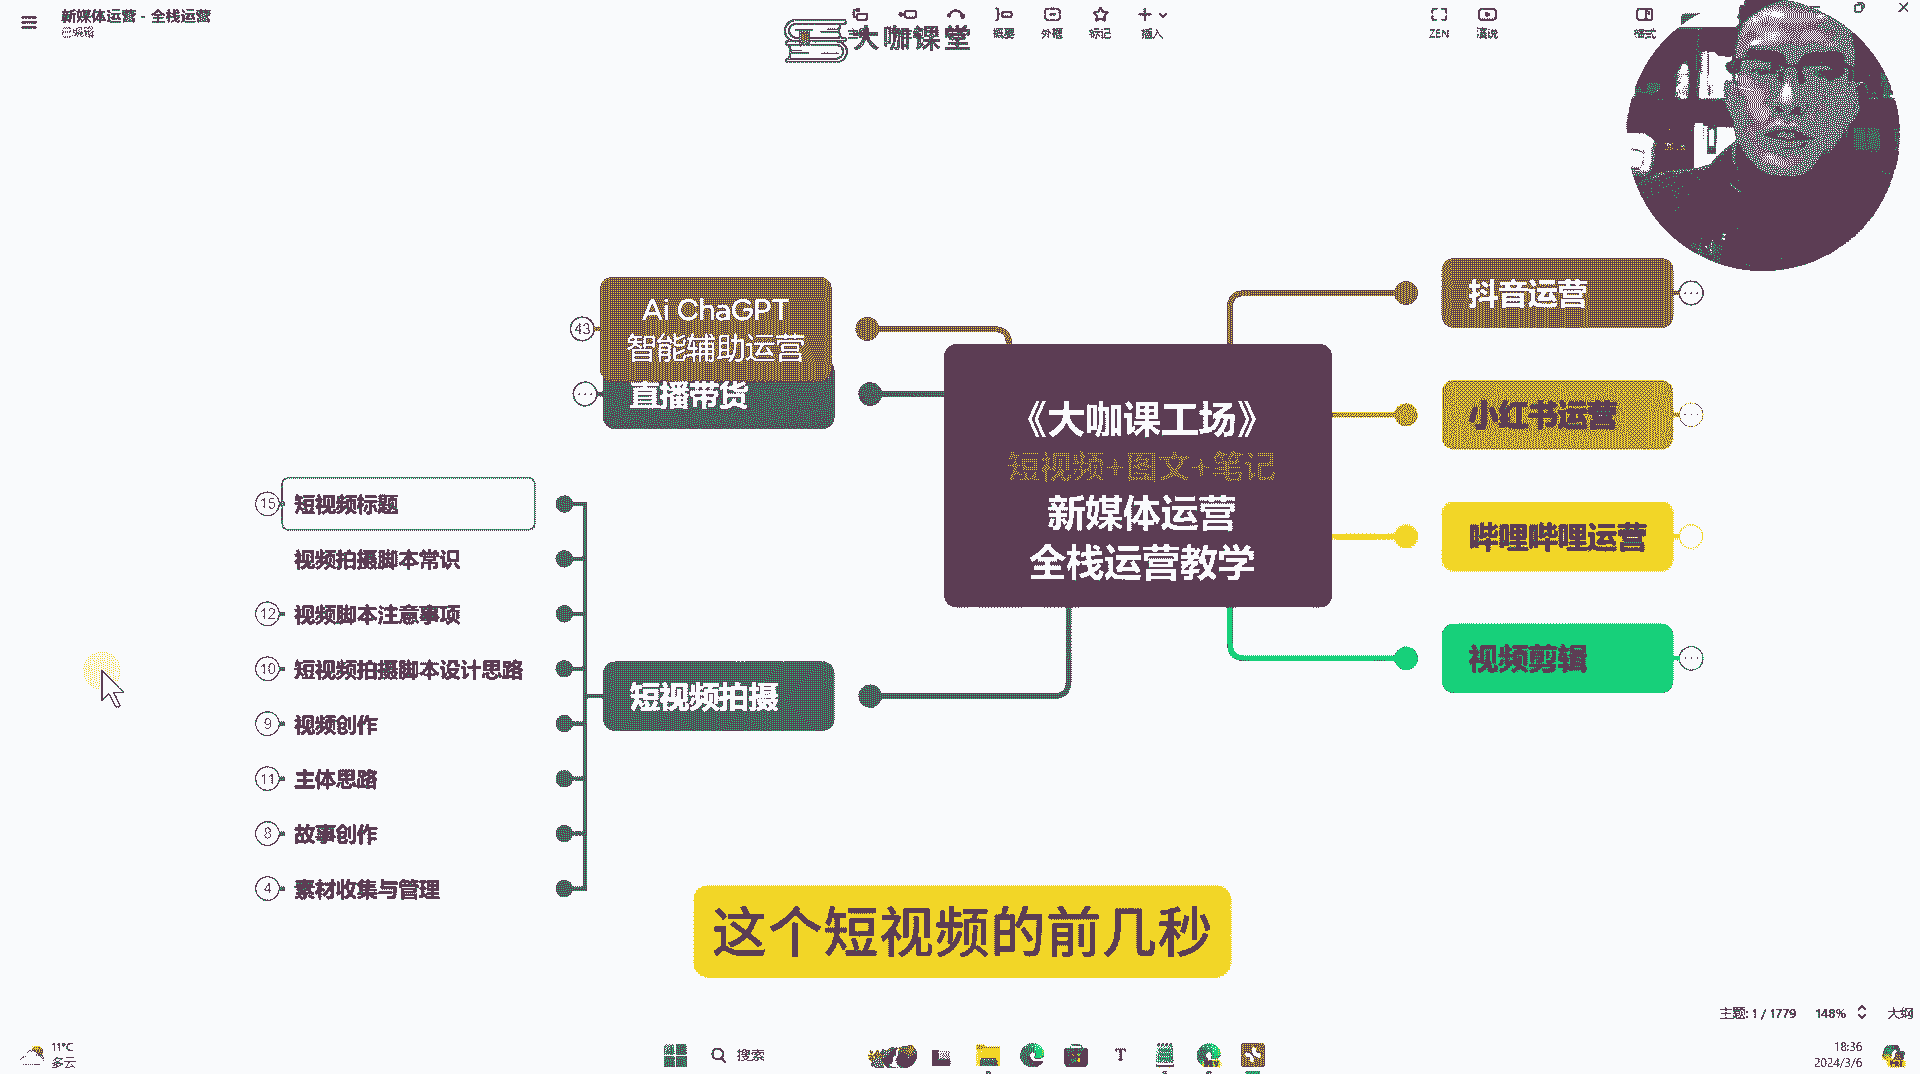 新媒体运营 - 全栈运营
已编辑
大咖课堂
概要
外框
标记
插入
ZEN
演说
格式
Ai ChaGPT
智能辅助运营
43
直播带货
《大咖课工场》
短视频+图文+笔记
新媒体运营
全栈运营教学
抖音运营
小红书运营
哔哩哔哩运营
视频剪辑
短视频拍摄
15 短视频标题
视频拍摄脚本常识
12 视频脚本注意事项
10 短视频拍摄脚本设计思路
9 视频创作
11 主体思路
8 故事创作
4 素材收集与管理
这个短视频的前几秒
主题: 1 / 1779
148%
大纲
11°C
多云
搜索
18:36
2024/3/6